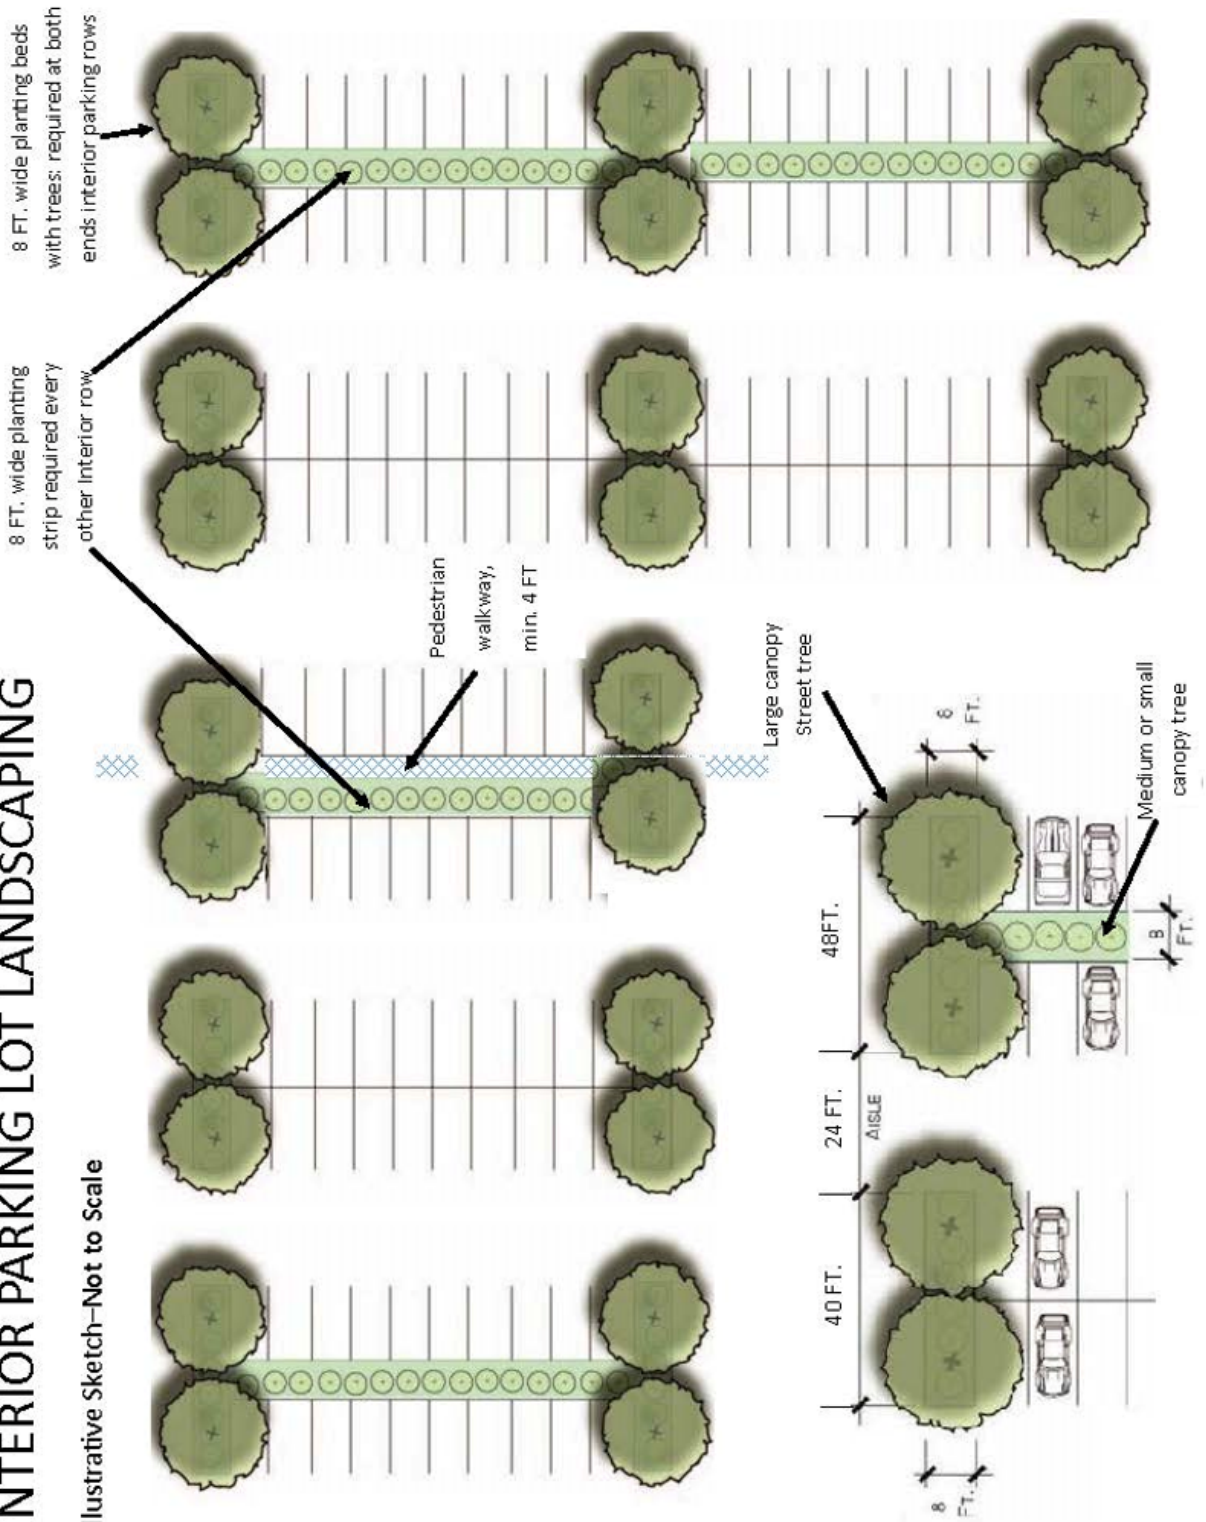 NTERIOR PARKING LOT LANDSCAPING
lustrative Sketch—Not to Scale
8 FT. wide planting
strip required every
other Interior row
8 FT. wide planting beds
with trees: required at both
ends interior parking rows
Pedestrian
walkway,
min. 4 FT
Large canopy
Street tree
8
FT.
40 FT.
24 FT.
AISLE
48FT.
8
FT.
8
FT.
Medium or small
canopy tree